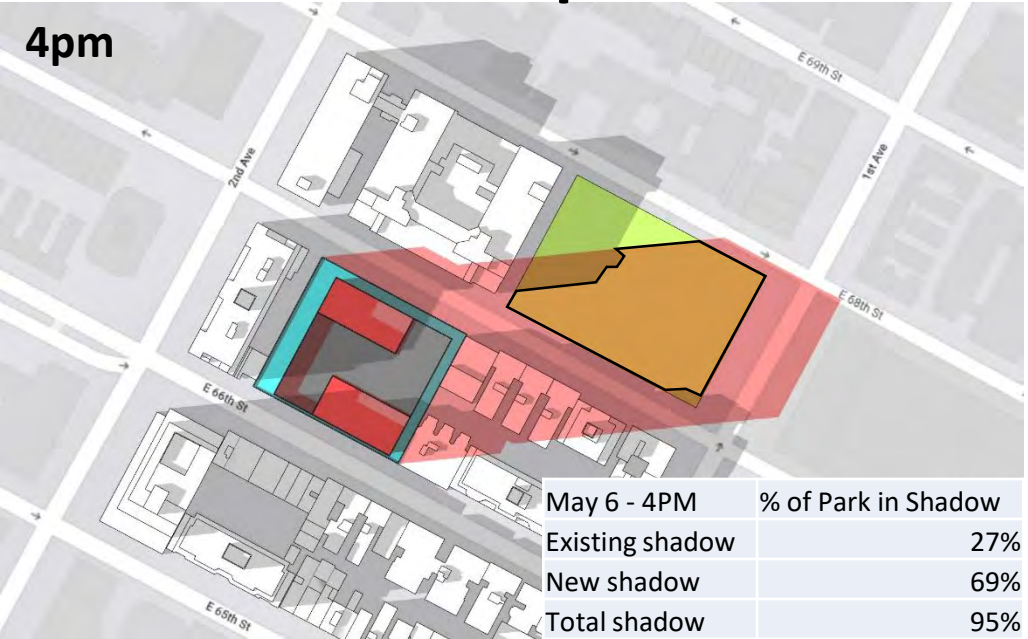 4pm
E 69th St
1st Ave
2nd Ave
E 68th St
E 66th St
E 65th St
May 6 - 4PM % of Park in Shadow
Existing shadow 27%
New shadow 69%
Total shadow 95%